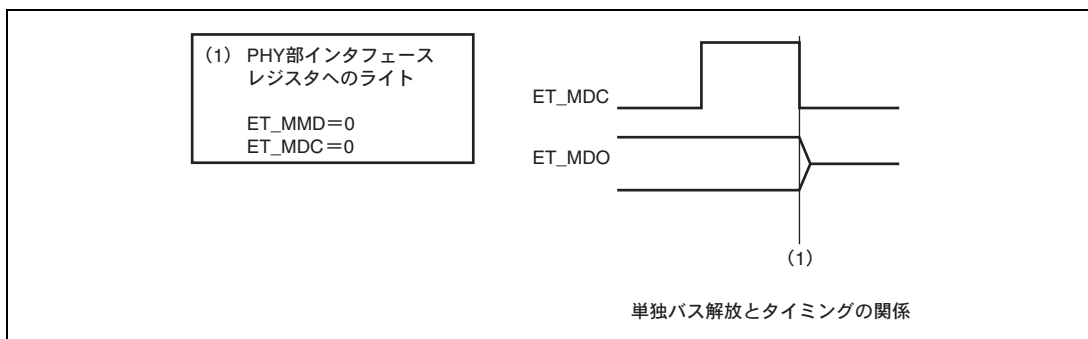 （1） PHY部インタフェース
レジスタへのライト
ET_MMD＝0
ET_MDC＝0
ET_MDC
ET_MDO
（1）
単独バス解放とタイミングの関係